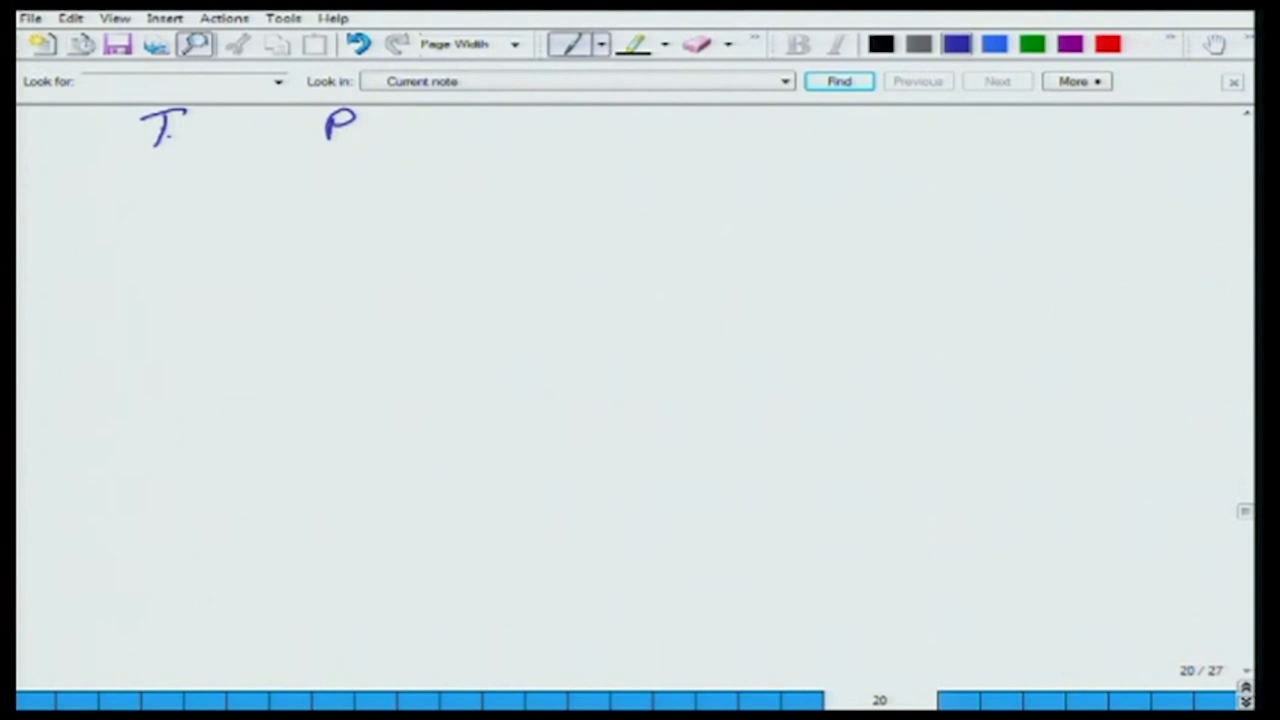 File Edit View Insert Actions Tools Help
Page Width B I
Look for: Look in: Current note Find Previous Next More
T. P
20 / 27
20